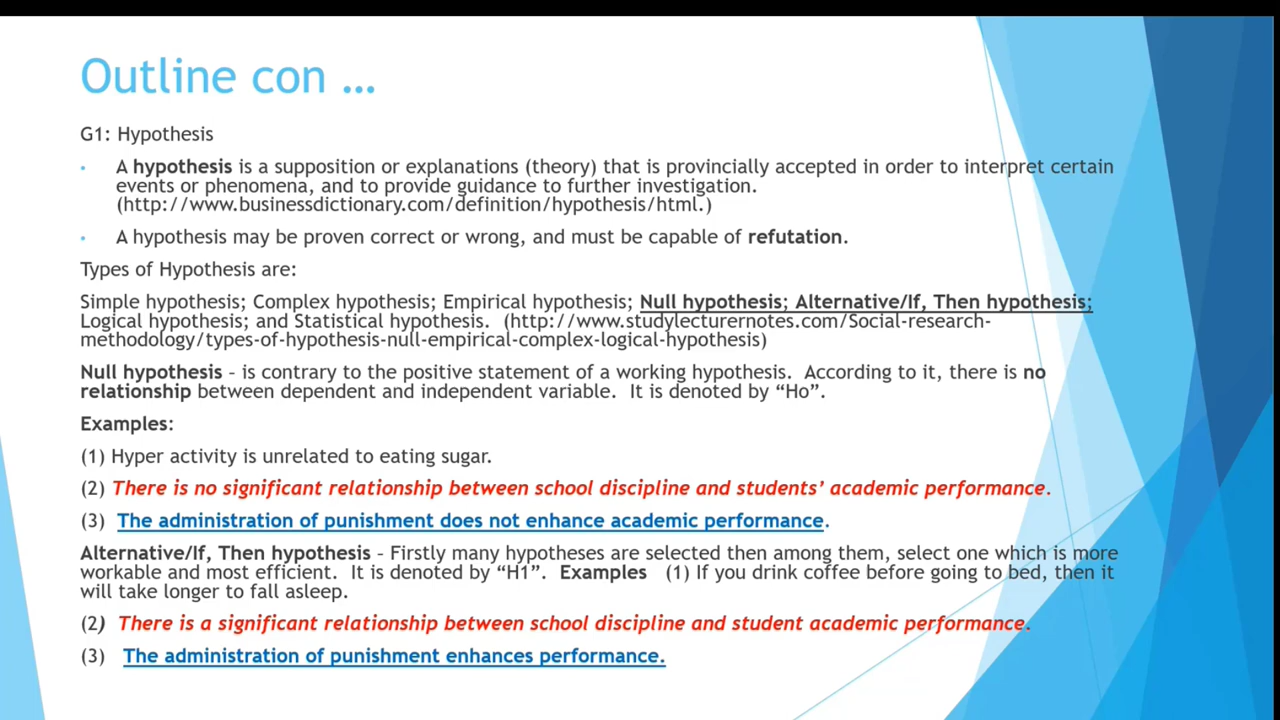 Outline con …
G1: Hypothesis
• A hypothesis is a supposition or explanations (theory) that is provincially accepted in order to interpret certain
events or phenomena, and to provide guidance to further investigation.
(http://www.businessdictionary.com/definition/hypothesis/html.)
• A hypothesis may be proven correct or wrong, and must be capable of refutation.
Types of Hypothesis are:
Simple hypothesis; Complex hypothesis; Empirical hypothesis; Null hypothesis; Alternative/If, Then hypothesis;
Logical hypothesis; and Statistical hypothesis. (http://www.studylecturernotes.com/Social-research-
methodology/types-of-hypothesis-null-empirical-complex-logical-hypothesis)
Null hypothesis – is contrary to the positive statement of a working hypothesis. According to it, there is no
relationship between dependent and independent variable. It is denoted by “Ho”.
Examples:
(1) Hyper activity is unrelated to eating sugar.
(2) There is no significant relationship between school discipline and students’ academic performance.
(3) The administration of punishment does not enhance academic performance.
Alternative/If, Then hypothesis – Firstly many hypotheses are selected then among them, select one which is more
workable and most efficient. It is denoted by “H1”. Examples (1) If you drink coffee before going to bed, then it
will take longer to fall asleep.
(2) There is a significant relationship between school discipline and student academic performance.
(3) The administration of punishment enhances performance.